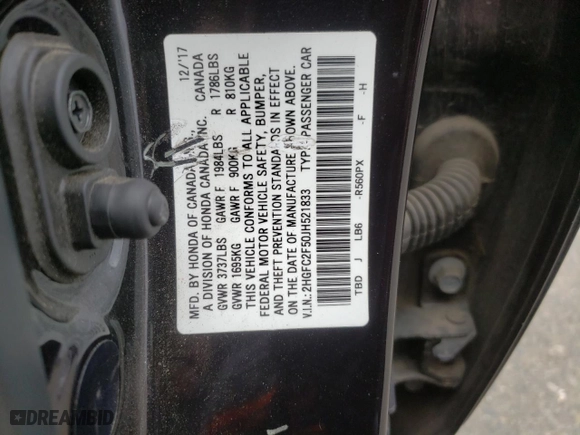 MFD. BY HONDA OF CANADA 12/'17
A DIVISION OF HONDA CANADA INC. CANADA
GVWR 3737LBS GAWR F 1984LBS R 1786LBS
GVWR 1695KG GAWR F 900KG R 810KG
THIS VEHICLE CONFORMS TO ALL APPLICABLE
FEDERAL MOTOR VEHICLE SAFETY, BUMPER,
AND THEFT PREVENTION STANDARDS IN EFFECT
ON THE DATE OF MANUFACTURE SHOWN ABOVE.
V.I.N.: 2HGFC2F50JH521833 TYPE: PASSENGER CAR
TBD J LB6 -R560PX -F -H
DREAMBID